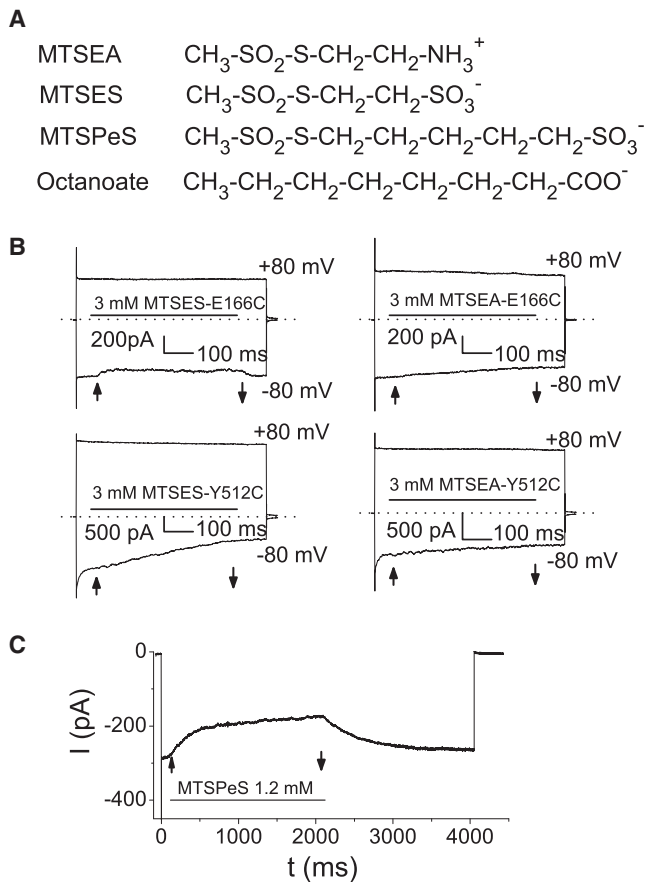 A
MTSEA CH₃-SO₂-S-CH₂-CH₂-NH₃⁺
MTSES CH₃-SO₂-S-CH₂-CH₂-SO₃⁻
MTSPeS CH₃-SO₂-S-CH₂-CH₂-CH₂-CH₂-CH₂-SO₃⁻
Octanoate CH₃-CH₂-CH₂-CH₂-CH₂-CH₂-CH₂-COO⁻
B
+80 mV
3 mM MTSES-E166C
200pA
100 ms
-80 mV
+80 mV
3 mM MTSEA-E166C
200 pA
100 ms
-80 mV
+80 mV
3 mM MTSES-Y512C
500 pA
100 ms
-80 mV
+80 mV
3 mM MTSEA-Y512C
500 pA
100 ms
-80 mV
C
I (pA)
0
-200
-400
MTSPeS 1.2 mM
0 1000 2000 3000 4000
t (ms)